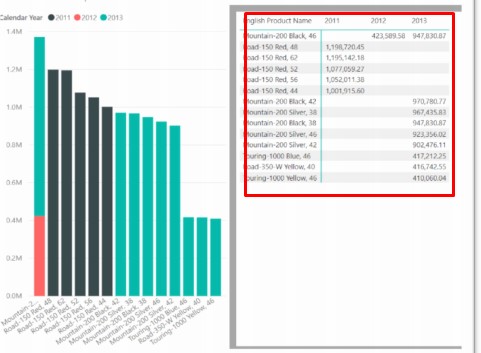 Calendar Year 2011 2012 2013
1.4M
1.2M
1.0M
0.8M
0.6M
0.4M
0.2M
0.0M
Mountain-2...
Road-150 Red, 48
Road-150 Red, 62
Road-150 Red, 52
Road-150 Red, 56
Road-150 Red, 44
Mountain-200 Black, 42
Mountain-200 Silver, 38
Mountain-200 Black, 38
Mountain-200 Silver, 46
Mountain-200 Silver, 42
Touring-1000 Blue, 46
Road-350-W Yellow, 40
Touring-1000 Yellow, 46
English Product Name 2011 2012 2013
Mountain-200 Black, 46 423,589.58 947,830.87
Road-150 Red, 48 1,198,720.45
Road-150 Red, 62 1,195,142.18
Road-150 Red, 52 1,077,059.27
Road-150 Red, 56 1,052,011.38
Road-150 Red, 44 1,001,915.60
Mountain-200 Black, 42 970,780.77
Mountain-200 Silver, 38 967,435.83
Mountain-200 Black, 38 947,830.87
Mountain-200 Silver, 46 923,356.02
Mountain-200 Silver, 42 902,476.11
Touring-1000 Blue, 46 417,212.25
Road-350-W Yellow, 40 416,742.55
Touring-1000 Yellow, 46 410,060.04